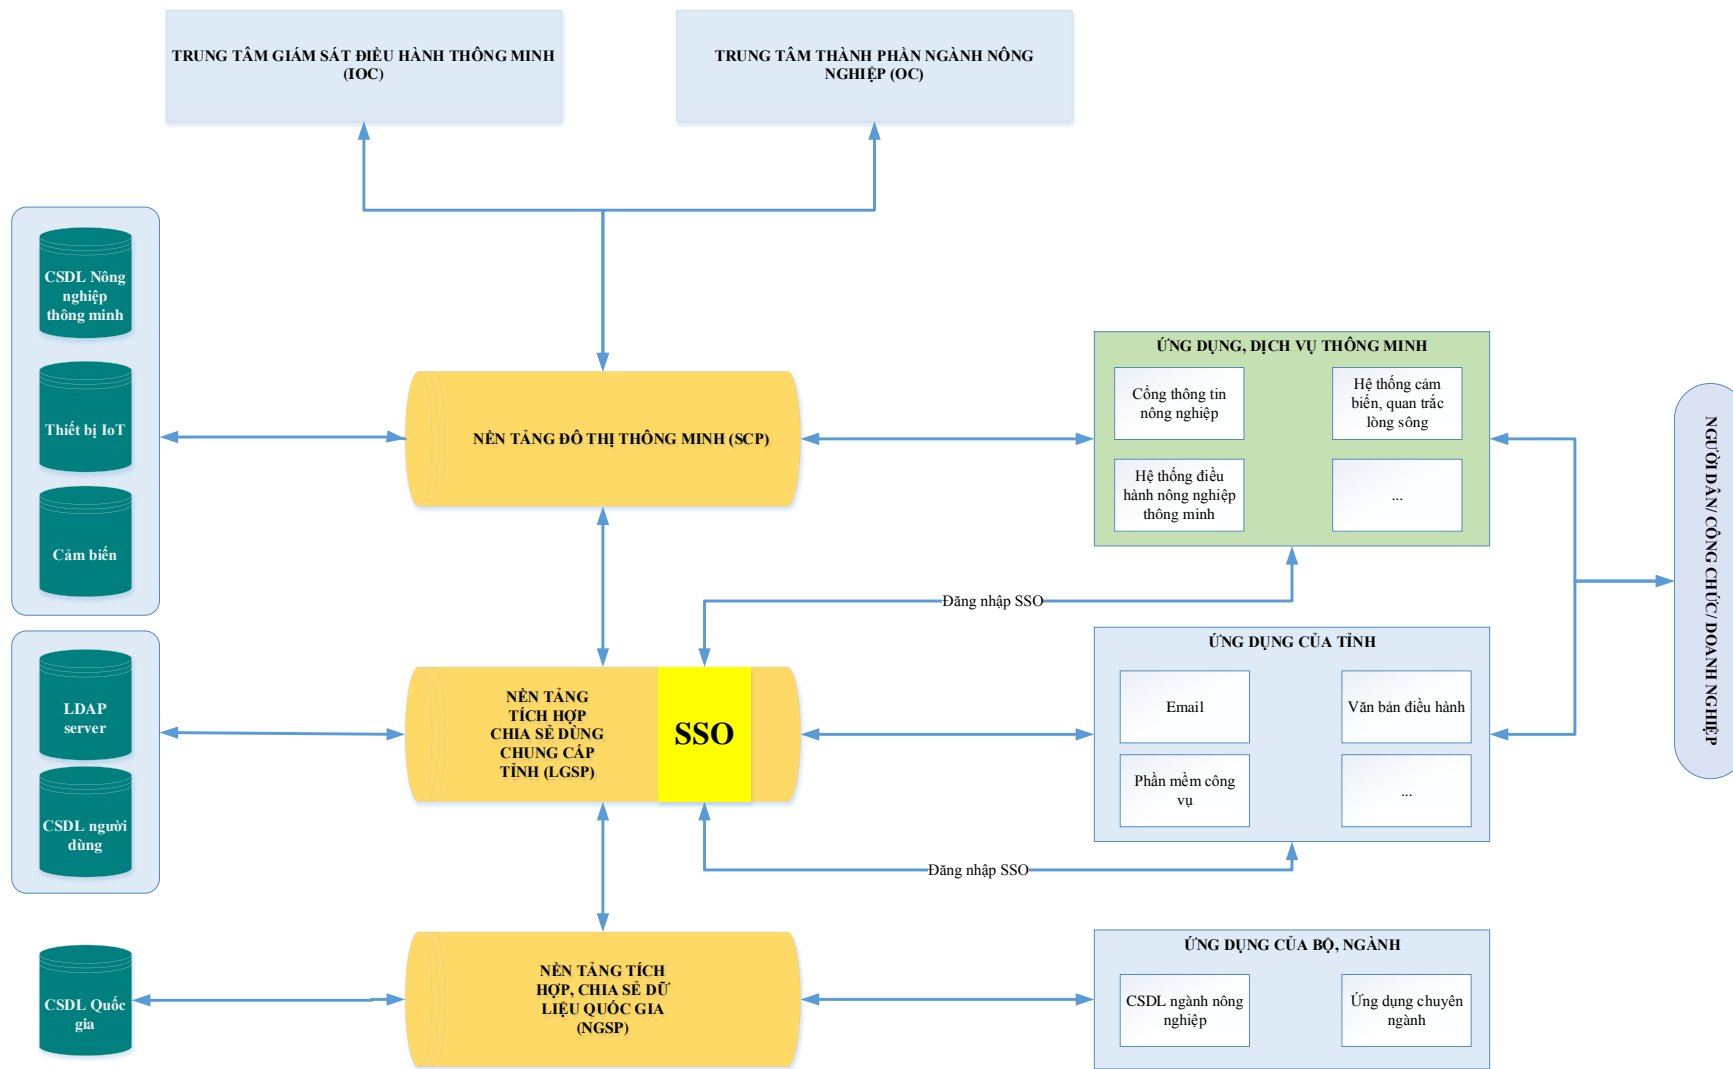 TRUNG TÂM GIÁM SÁT ĐIỀU HÀNH THÔNG MINH
(IOC)
TRUNG TÂM THÀNH PHẦN NGÀNH NÔNG
NGHIỆP (OC)
CSDL Nông
nghiệp
thông minh
Thiết bị IoT
Cảm biến
NỀN TẢNG ĐÔ THỊ THÔNG MINH (SCP)
ỨNG DỤNG, DỊCH VỤ THÔNG MINH
Cổng thông tin
nông nghiệp
Hệ thống cảm
biến, quan trắc
lòng sông
Hệ thống điều
hành nông nghiệp
thông minh
...
NGƯỜI DÂN/ CÔNG CHỨC/ DOANH NGHIỆP
Đăng nhập SSO
LDAP
server
CSDL người
dùng
NỀN TẢNG
TÍCH HỢP
CHIA SẺ DÙNG
CHUNG CẤP
TỈNH (LGSP)
SSO
ỨNG DỤNG CỦA TỈNH
Email
Văn bản điều hành
Phần mềm công
vụ
...
Đăng nhập SSO
CSDL Quốc
gia
NỀN TẢNG TÍCH
HỢP, CHIA SẺ DỮ
LIỆU QUỐC GIA
(NGSP)
ỨNG DỤNG CỦA BỘ, NGÀNH
CSDL ngành nông
nghiệp
Ứng dụng chuyên
ngành